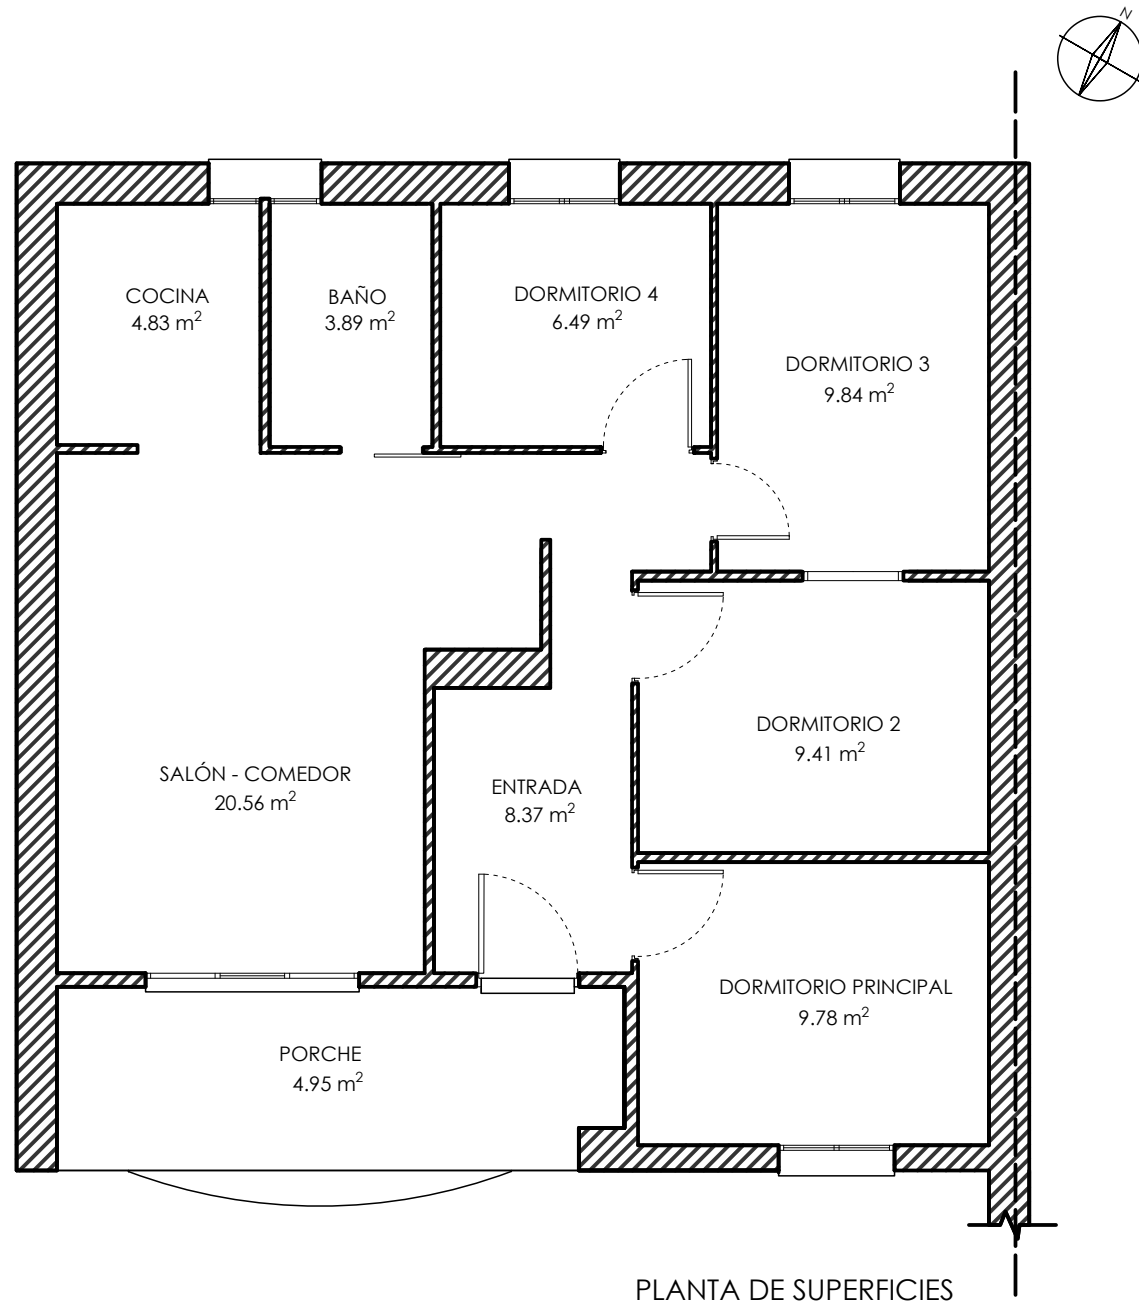 N
COCINA
4.83 m²
BAÑO
3.89 m²
DORMITORIO 4
6.49 m²
DORMITORIO 3
9.84 m²
DORMITORIO 2
9.41 m²
SALÓN - COMEDOR
20.56 m²
ENTRADA
8.37 m²
DORMITORIO PRINCIPAL
9.78 m²
PORCHE
4.95 m²
PLANTA DE SUPERFICIES